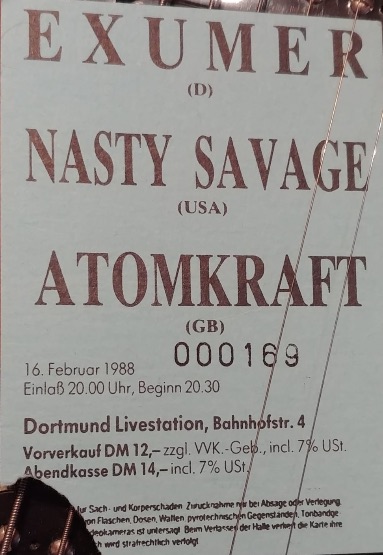 EXUMER
(D)
NASTY SAVAGE
(USA)
ATOMKRAFT
(GB)
000169
16. Februar 1988
Einlaß 20.00 Uhr, Beginn 20.30
Dortmund Livestation, Bahnhofstr. 4
Vorverkauf DM 12,– zzgl. VVK.-Geb., incl. 7% USt.
Abendkasse DM 14,– incl. 7% USt.
Sach- und Körperschäden. Zurücknahme nur bei Absage oder Verlegung.
von Flaschen, Dosen, Waffen, pyrotechnischen Gegenständen, Tonbandge-
ist untersagt. Beim Verlassen der Halle verliert die Karte ihre
wird strafrechtlich verfolgt